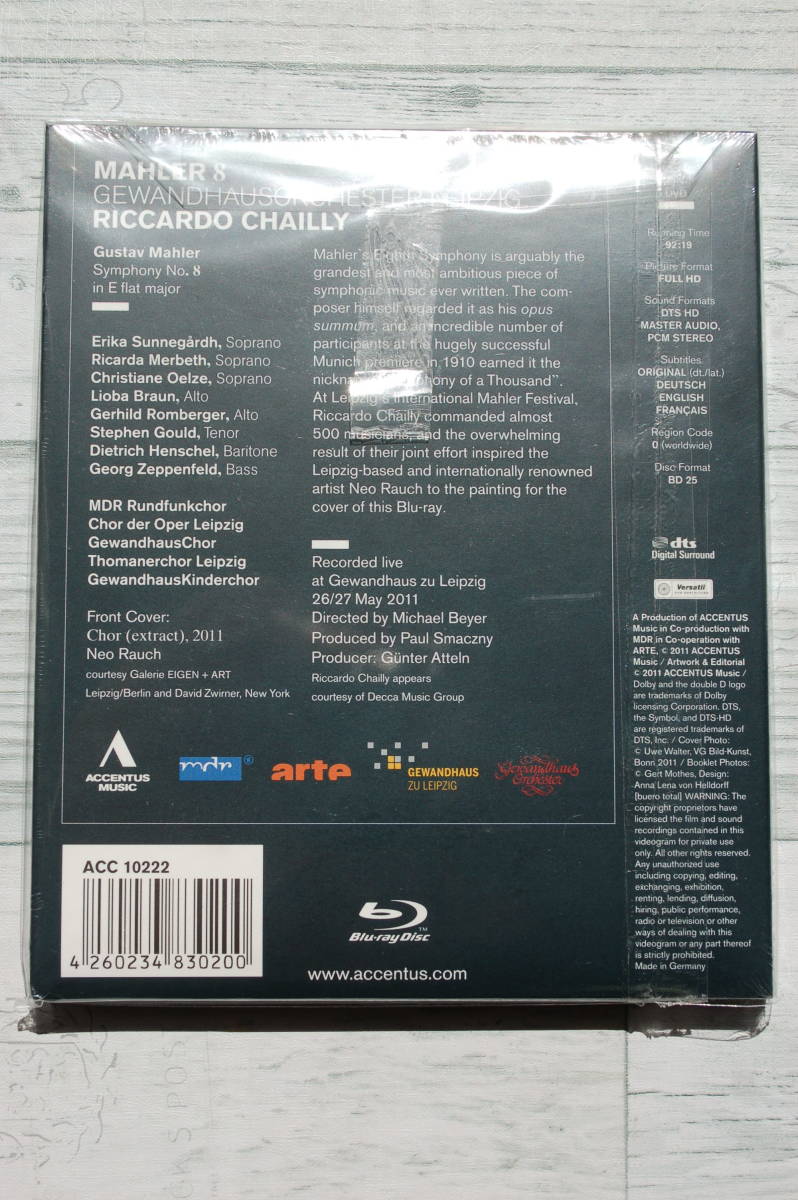 MAHLER 8
GEWANDHAUSORCHESTER LEIPZIG
RICCARDO CHAILLY
Gustav Mahler
Symphony No. 8
in E flat major
Erika Sunnegårdh, Soprano
Ricarda Merbeth, Soprano
Christiane Oelze, Soprano
Lioba Braun, Alto
Gerhild Romberger, Alto
Stephen Gould, Tenor
Dietrich Henschel, Baritone
Georg Zeppenfeld, Bass
MDR Rundfunkchor
Chor der Oper Leipzig
GewandhausChor
Thomanerchor Leipzig
GewandhausKinderchor
Front Cover:
Chor (extract), 2011
Neo Rauch
courtesy Galerie EIGEN + ART
Leipzig/Berlin and David Zwirner, New York
Mahler's Eighth Symphony is arguably the
grandest and most ambitious piece of
symphonic music ever written. The com-
poser himself regarded it as his opus
summum, and an incredible number of
participants at the hugely successful
Munich premiere in 1910 earned it the
nickname "Symphony of a Thousand".
At Leipzig's International Mahler Festival,
Riccardo Chailly commanded almost
500 musicians, and the overwhelming
result of their joint effort inspired the
Leipzig-based and internationally renowned
artist Neo Rauch to the painting for the
cover of this Blu-ray.
Recorded live
at Gewandhaus zu Leipzig
26/27 May 2011
Directed by Michael Beyer
Produced by Paul Smaczny
Producer: Günter Atteln
Riccardo Chailly appears
courtesy of Decca Music Group
ACCENTUS
MUSIC
mdr
arte
GEWANDHAUS
ZU LEIPZIG
Gewandhaus
Orchester
ACC 10222
4 260234 830200
Blu-ray Disc™
www.accentus.com
DVD
Running Time
92:19
Picture Format
FULL HD
Sound Formats
DTS HD
MASTER AUDIO,
PCM STEREO
Subtitles
ORIGINAL (dt./lat.)
DEUTSCH
ENGLISH
FRANÇAIS
Region Code
0 (worldwide)
Disc Format
BD 25
dts
Digital Surround
Versatil
A Production of ACCENTUS
Music in Co-production with
MDR in Co-operation with
ARTE, © 2011 ACCENTUS
Music / Artwork & Editorial
© 2011 ACCENTUS Music /
Dolby and the double D logo
are trademarks of Dolby
licensing Corporation. DTS,
the Symbol, and DTS-HD
are registered trademarks of
DTS, Inc. / Cover Photo:
© Uwe Walter, VG Bild-Kunst,
Bonn 2011 / Booklet Photos:
© Gert Mothes, Design:
Anna Lena von Helldorff
[buero total] WARNING: The
copyright proprietors have
licensed the film and sound
recordings contained in this
videogram for private use
only. All other rights reserved.
Any unauthorized use
including copying, editing,
exchanging, exhibition,
renting, lending, diffusion,
hiring, public performance,
radio or television or other
ways of dealing with this
videogram or any part thereof
is strictly prohibited.
Made in Germany